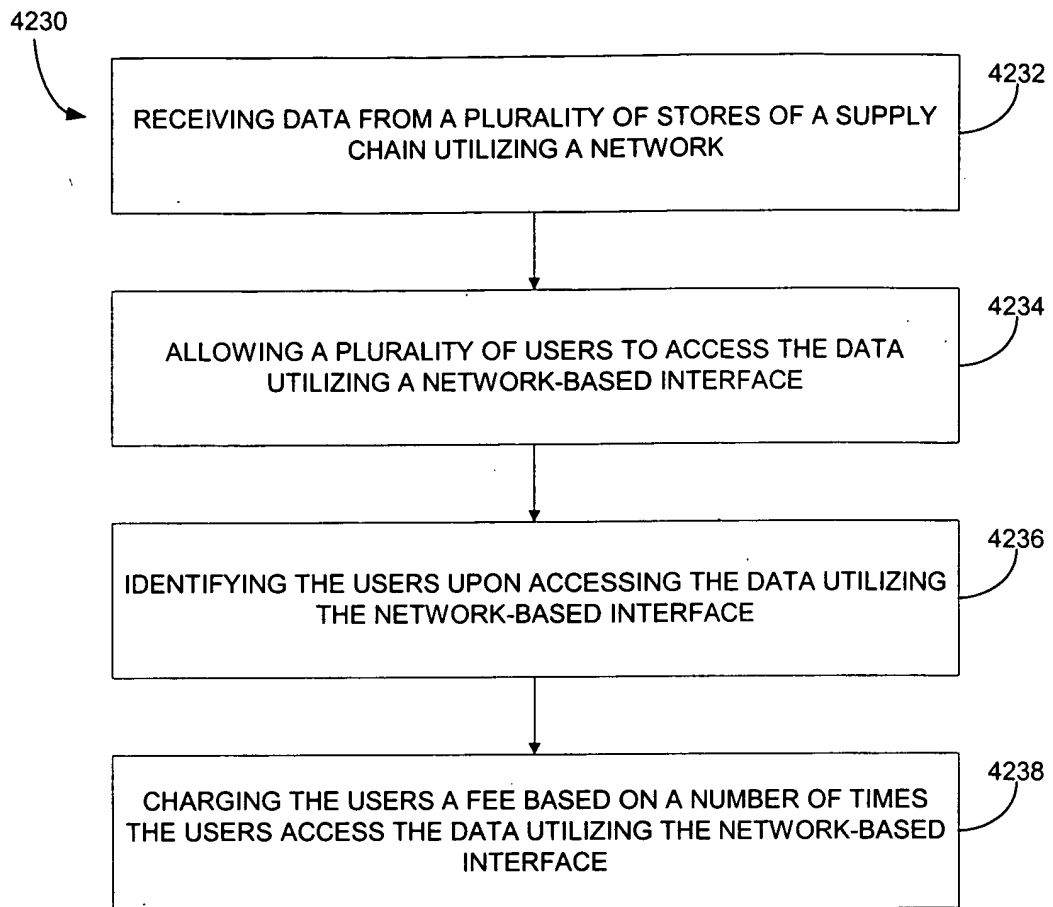 4230
4232
RECEIVING DATA FROM A PLURALITY OF STORES OF A SUPPLY
CHAIN UTILIZING A NETWORK
4234
ALLOWING A PLURALITY OF USERS TO ACCESS THE DATA
UTILIZING A NETWORK-BASED INTERFACE
4236
IDENTIFYING THE USERS UPON ACCESSING THE DATA UTILIZING
THE NETWORK-BASED INTERFACE
4238
CHARGING THE USERS A FEE BASED ON A NUMBER OF TIMES
THE USERS ACCESS THE DATA UTILIZING THE NETWORK-BASED
INTERFACE